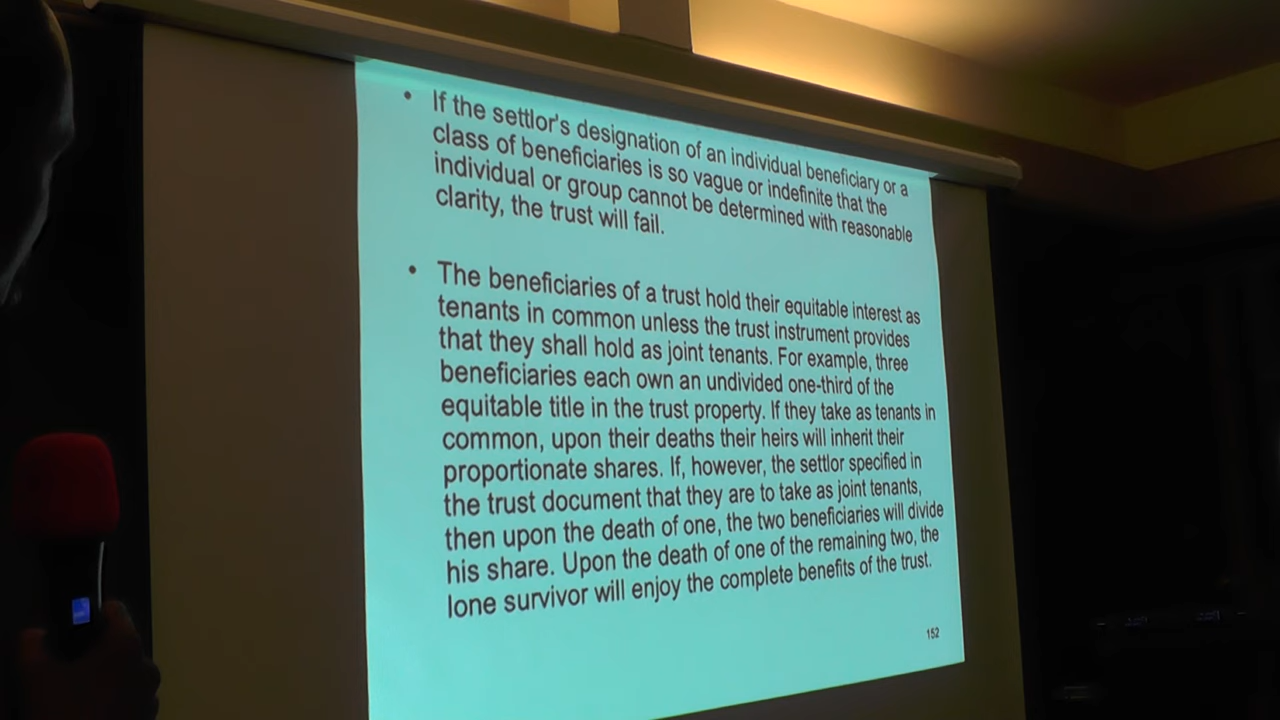 • If the settlor's designation of an individual beneficiary or a
class of beneficiaries is so vague or indefinite that the
individual or group cannot be determined with reasonable
clarity, the trust will fail.
• The beneficiaries of a trust hold their equitable interest as
tenants in common unless the trust instrument provides
that they shall hold as joint tenants. For example, three
beneficiaries each own an undivided one-third of the
equitable title in the trust property. If they take as tenants in
common, upon their deaths their heirs will inherit their
proportionate shares. If, however, the settlor specified in
the trust document that they are to take as joint tenants,
then upon the death of one, the two beneficiaries will divide
his share. Upon the death of one of the remaining two, the
lone survivor will enjoy the complete benefits of the trust.
152